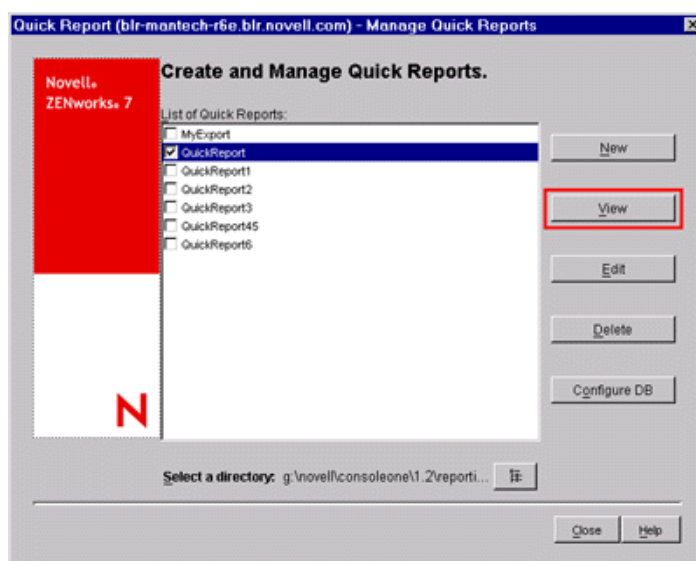 Quick Report (blr-mantech-r6e.blr.novell.com) - Manage Quick Reports
Novell®
ZENworks® 7
Create and Manage Quick Reports.
List of Quick Reports:
MyExport
QuickReport
QuickReport1
QuickReport2
QuickReport3
QuickReport45
QuickReport6
New
View
Edit
Delete
Configure DB
N
Select a directory: g:\novell\consoleone\1.2\reporti...
Close
Help